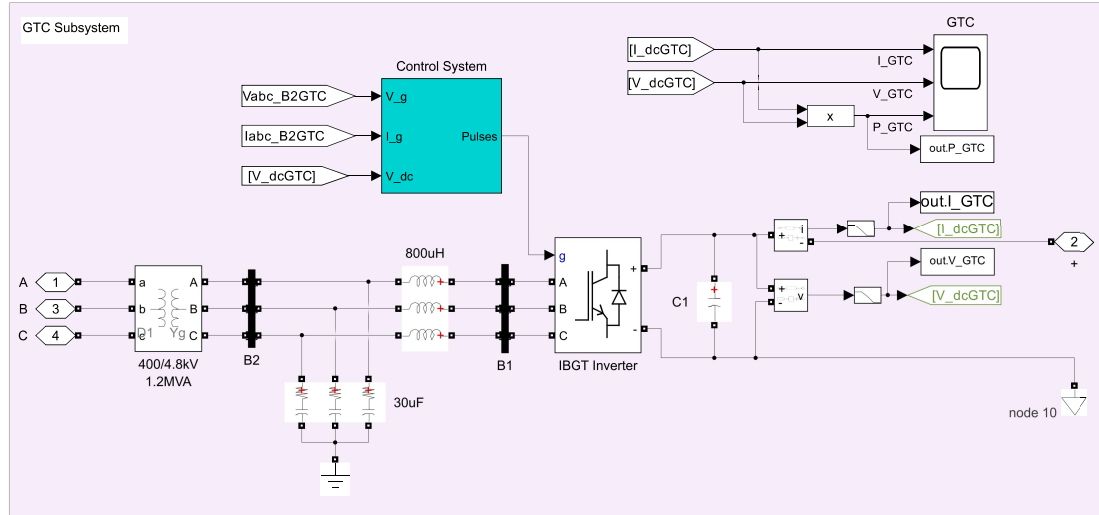 GTC Subsystem
GTC
[I_dcGTC]
I_GTC
[V_dcGTC]
V_GTC
x
P_GTC
out.P_GTC
Control System
Vabc_B2GTC
V_g
Iabc_B2GTC
I_g
Pulses
[V_dcGTC]
V_dc
out.I_GTC
i
+
-
[I_dcGTC]
2
+
out.V_GTC
+
-
v
[V_dcGTC]
800uH
g
A
1
a
A
A
+
B
3
b
B
B
C
4
c
C
C
-
D1
Yg
C1
400/4.8kV
1.2MVA
B2
B1
IBGT Inverter
30uF
node 10